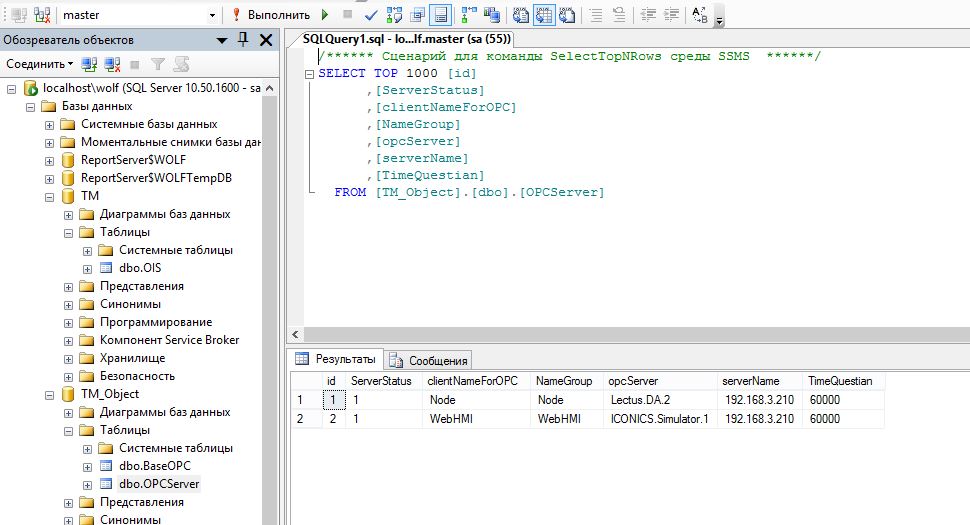 master
Выполнить
Обозреватель объектов
SQLQuery1.sql - lo...lf.master (sa (55))
Соединить
localhost\wolf (SQL Server 10.50.1600 - sa
Базы данных
Системные базы данных
Моментальные снимки базы дан
ReportServer$WOLF
ReportServer$WOLFTempDB
TM
Диаграммы баз данных
Таблицы
Системные таблицы
dbo.OIS
Представления
Синонимы
Программирование
Компонент Service Broker
Хранилище
Безопасность
TM_Object
Диаграммы баз данных
Таблицы
Системные таблицы
dbo.BaseOPC
dbo.OPCServer
Представления
Синонимы
/****** Сценарий для команды SelectTopNRows среды SSMS ******/
SELECT TOP 1000 [id]
,[ServerStatus]
,[clientNameForOPC]
,[NameGroup]
,[opcServer]
,[serverName]
,[TimeQuestian]
FROM [TM_Object].[dbo].[OPCServer]
Результаты Сообщения
id ServerStatus clientNameForOPC NameGroup opcServer serverName TimeQuestian
1 1 1 Node Node Lectus.DA.2 192.168.3.210 60000
2 2 1 WebHMI WebHMI ICONICS.Simulator.1 192.168.3.210 60000